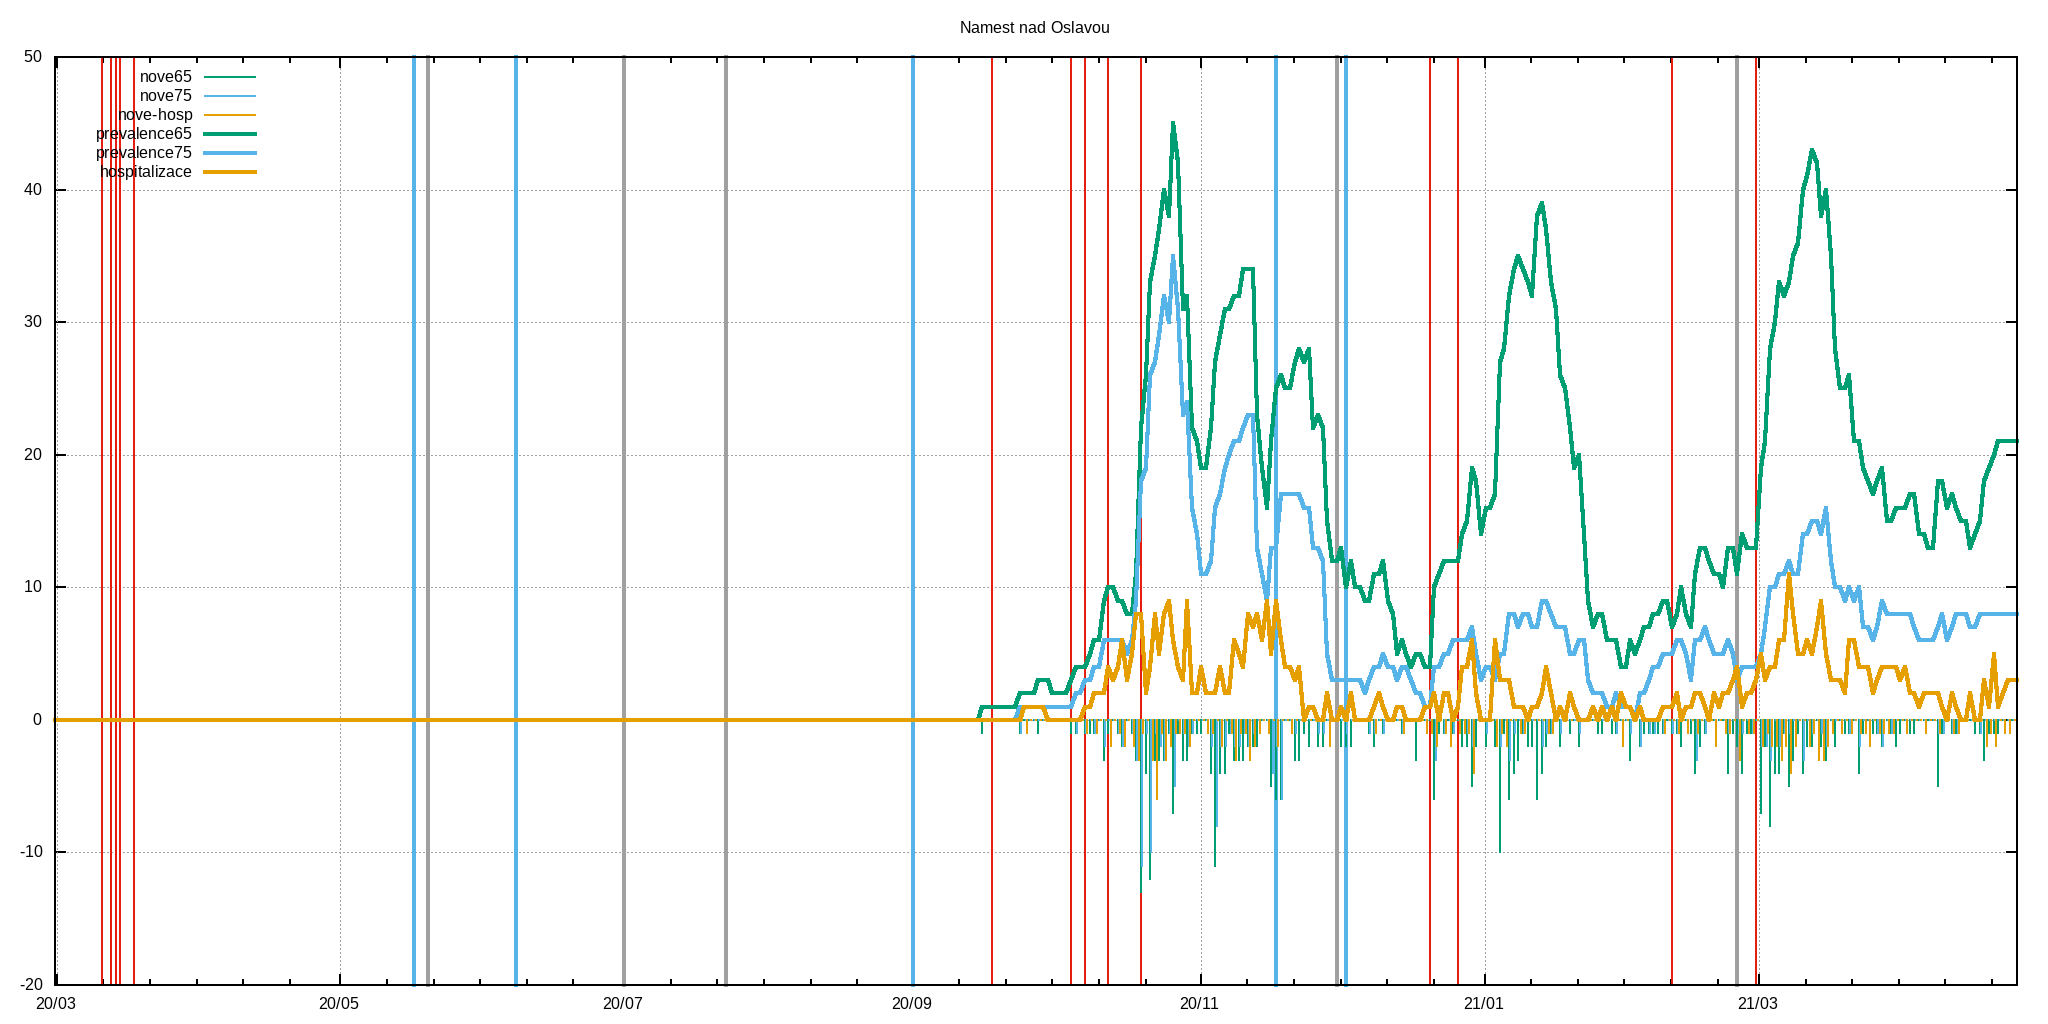 Namest nad Oslavou
50
nove65
nove75
nove-hosp
prevalence65
prevalence75
hospitalizace
40
30
20
10
0
-10
-20
20/03 20/05 20/07 20/09 20/11 21/01 21/03